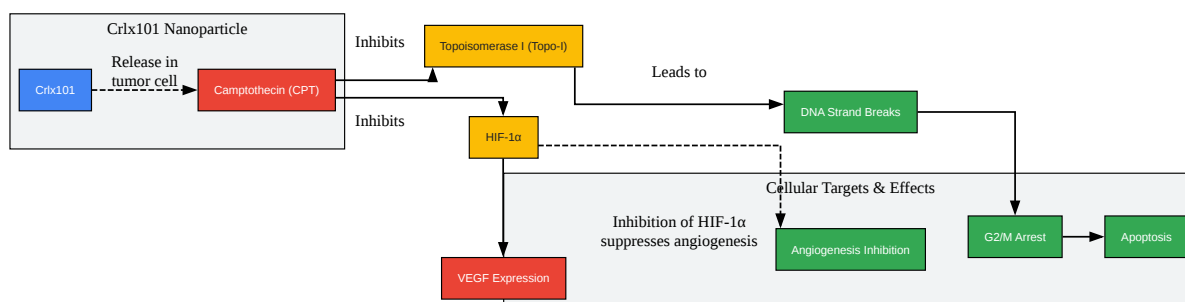 Crlx101 Nanoparticle
Release in
tumor cell
Crlx101
Camptothecin (CPT)
Inhibits
Inhibits
Topoisomerase I (Topo-I)
HIF-1α
Leads to
DNA Strand Breaks
Cellular Targets & Effects
Inhibition of HIF-1α
suppresses angiogenesis
Angiogenesis Inhibition
G2/M Arrest
Apoptosis
VEGF Expression